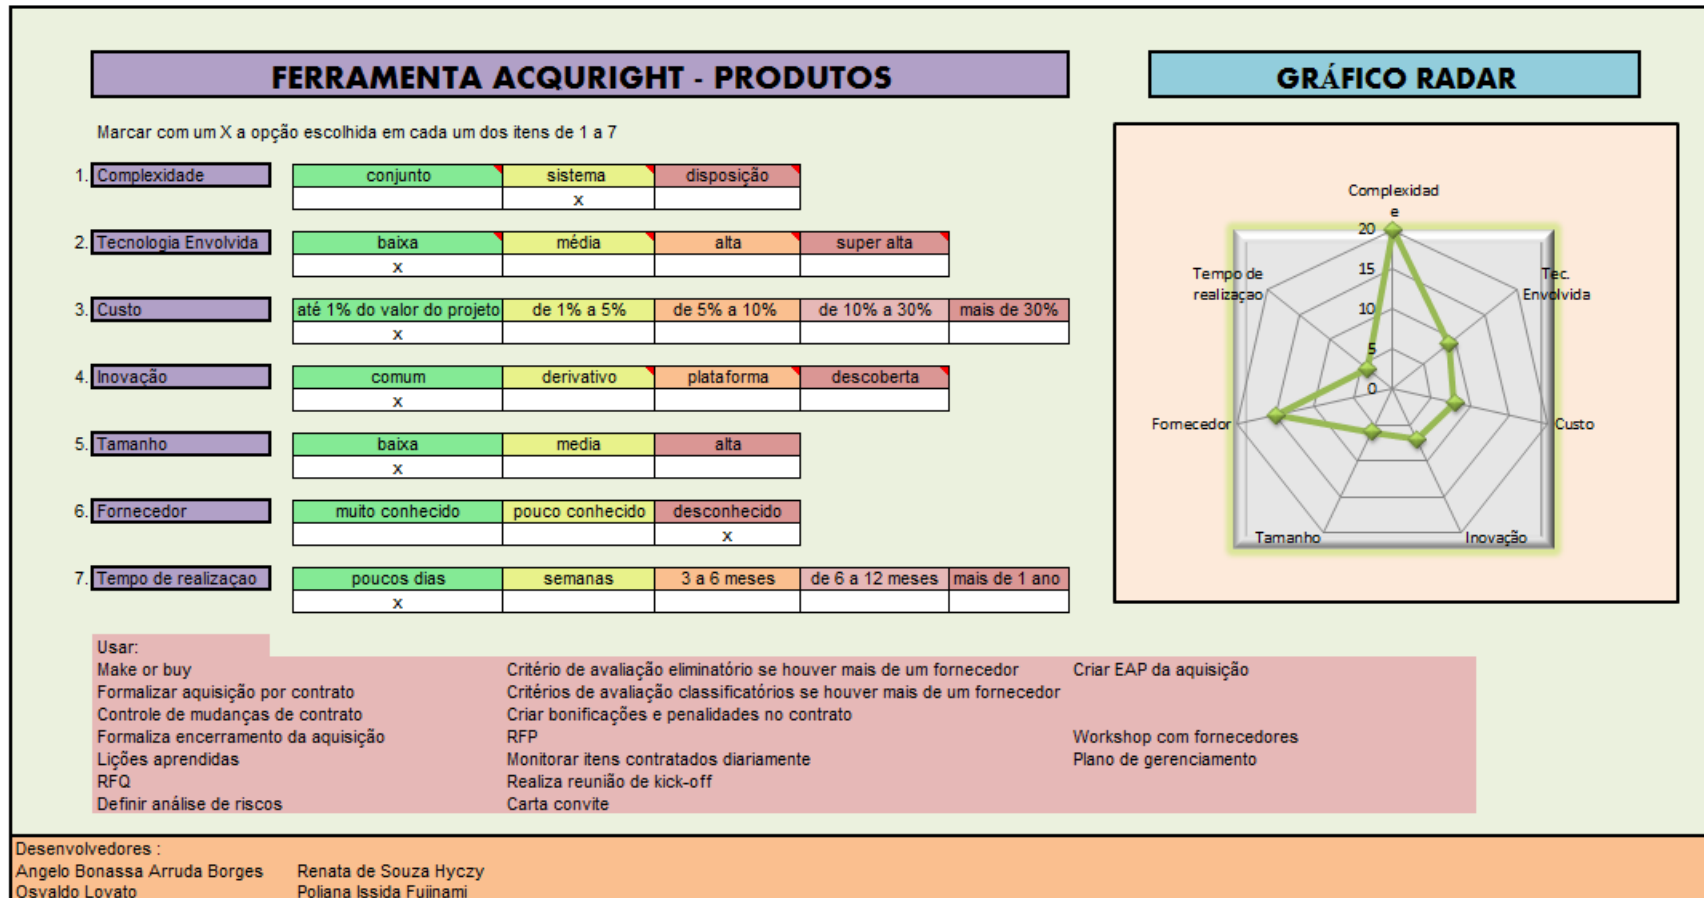 FERRAMENTA ACQURIGHT - PRODUTOS
GRÁFICO RADAR
Marcar com um X a opção escolhida em cada um dos itens de 1 a 7
1. Complexidade conjunto sistema disposição
x
2. Tecnologia Envolvida baixa média alta super alta
x
3. Custo até 1% do valor do projeto de 1% a 5% de 5% a 10% de 10% a 30% mais de 30%
x
4. Inovação comum derivativo plataforma descoberta
x
5. Tamanho baixa media alta
x
6. Fornecedor muito conhecido pouco conhecido desconhecido
x
7. Tempo de realizaçao poucos dias semanas 3 a 6 meses de 6 a 12 meses mais de 1 ano
x
Complexidad
e
20
15
10
5
0
Tec.
Envolvida
Custo
Inovação
Tamanho
Fornecedor
Tempo de
realizaçao
Usar:
Make or buy Critério de avaliação eliminatório se houver mais de um fornecedor Criar EAP da aquisição
Formalizar aquisição por contrato Critérios de avaliação classificatórios se houver mais de um fornecedor
Controle de mudanças de contrato Criar bonificações e penalidades no contrato
Formaliza encerramento da aquisição RFP Workshop com fornecedores
Lições aprendidas Monitorar itens contratados diariamente Plano de gerenciamento
RFQ Realiza reunião de kick-off
Definir análise de riscos Carta convite
Desenvolvedores :
Angelo Bonassa Arruda Borges Renata de Souza Hyczy
Osvaldo Lovato Poliana Issida Fujinami